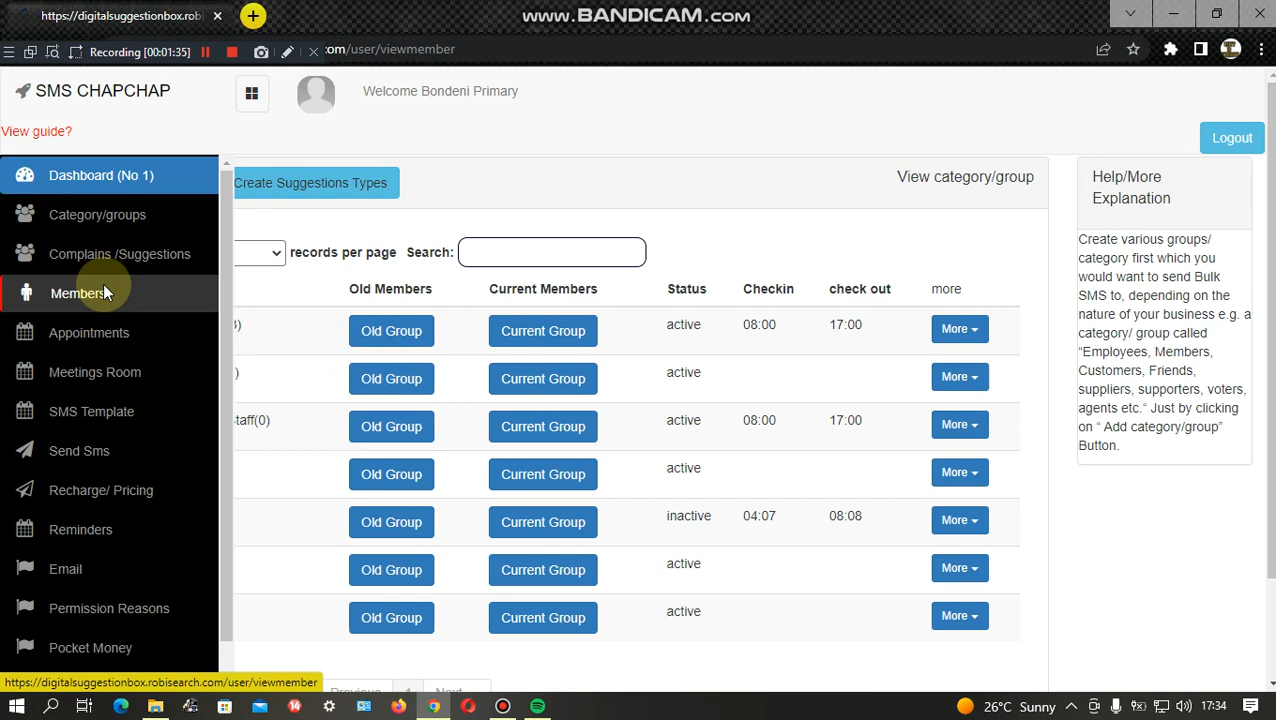 https://digitalsuggestionbox.rob
www.BANDICAM.com
Recording [00:01:35]
com/user/viewmember
SMS CHAPCHAP
Welcome Bondeni Primary
View guide?
Logout
Dashboard (No 1)
Category/groups
Complains /Suggestions
Members
Appointments
Meetings Room
SMS Template
Send Sms
Recharge/ Pricing
Reminders
Email
Permission Reasons
Pocket Money
Create Suggestions Types
View category/group
records per page Search:
Old Members Current Members Status Checkin check out more
Old Group Current Group active 08:00 17:00 More
Old Group Current Group active More
taff(0) Old Group Current Group active 08:00 17:00 More
Old Group Current Group active More
Old Group Current Group inactive 04:07 08:08 More
Old Group Current Group active More
Old Group Current Group active More
Help/More
Explanation
Create various groups/
category first which you
would want to send Bulk
SMS to, depending on the
nature of your business e.g. a
category/ group called
“Employees, Members,
Customers, Friends,
suppliers, supporters, voters,
agents etc.“ Just by clicking
on “ Add category/group”
Button.
https://digitalsuggestionbox.robisearch.com/user/viewmember
26°C Sunny
17:34